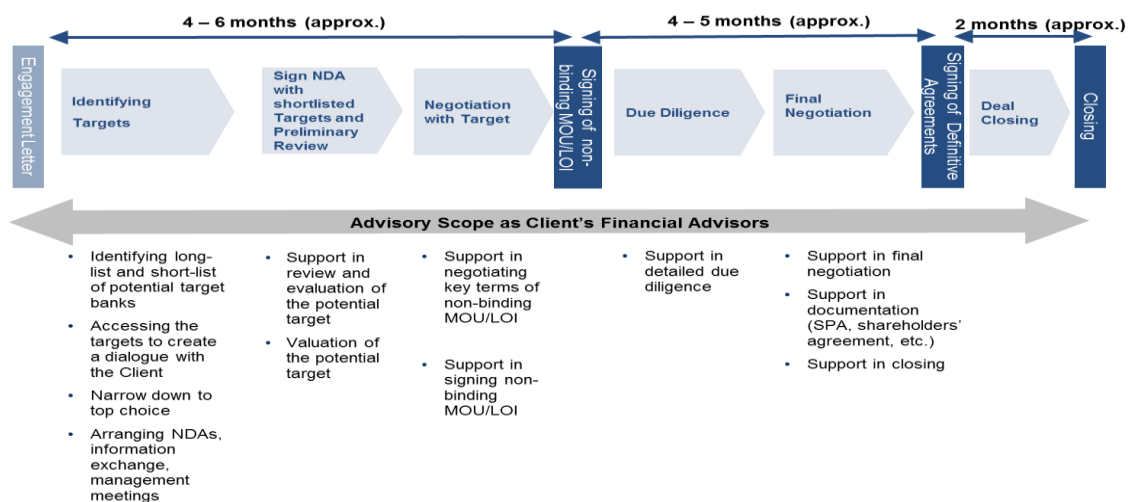 4 – 6 months (approx.)
4 – 5 months (approx.)
2 months (approx.)
Engagement Letter
Identifying
Targets
Sign NDA
with
shortlisted
Targets and
Preliminary
Review
Negotiation
with Target
Signing of non-
binding MOU/LOI
Due Diligence
Final
Negotiation
Signing of Definitive
Agreements
Deal
Closing
Closing
Advisory Scope as Client's Financial Advisors
• Identifying long-
list and short-list
of potential target
banks
• Accessing the
targets to create
a dialogue with
the Client
• Narrow down to
top choice
• Arranging NDAs,
information
exchange,
management
meetings
• Support in
review and
evaluation of
the potential
target
• Valuation of
the potential
target
• Support in
negotiating
key terms of
non-binding
MOU/LOI
• Support in
signing non-
binding
MOU/LOI
• Support in
detailed due
diligence
• Support in final
negotiation
• Support in
documentation
(SPA, shareholders'
agreement, etc.)
• Support in closing